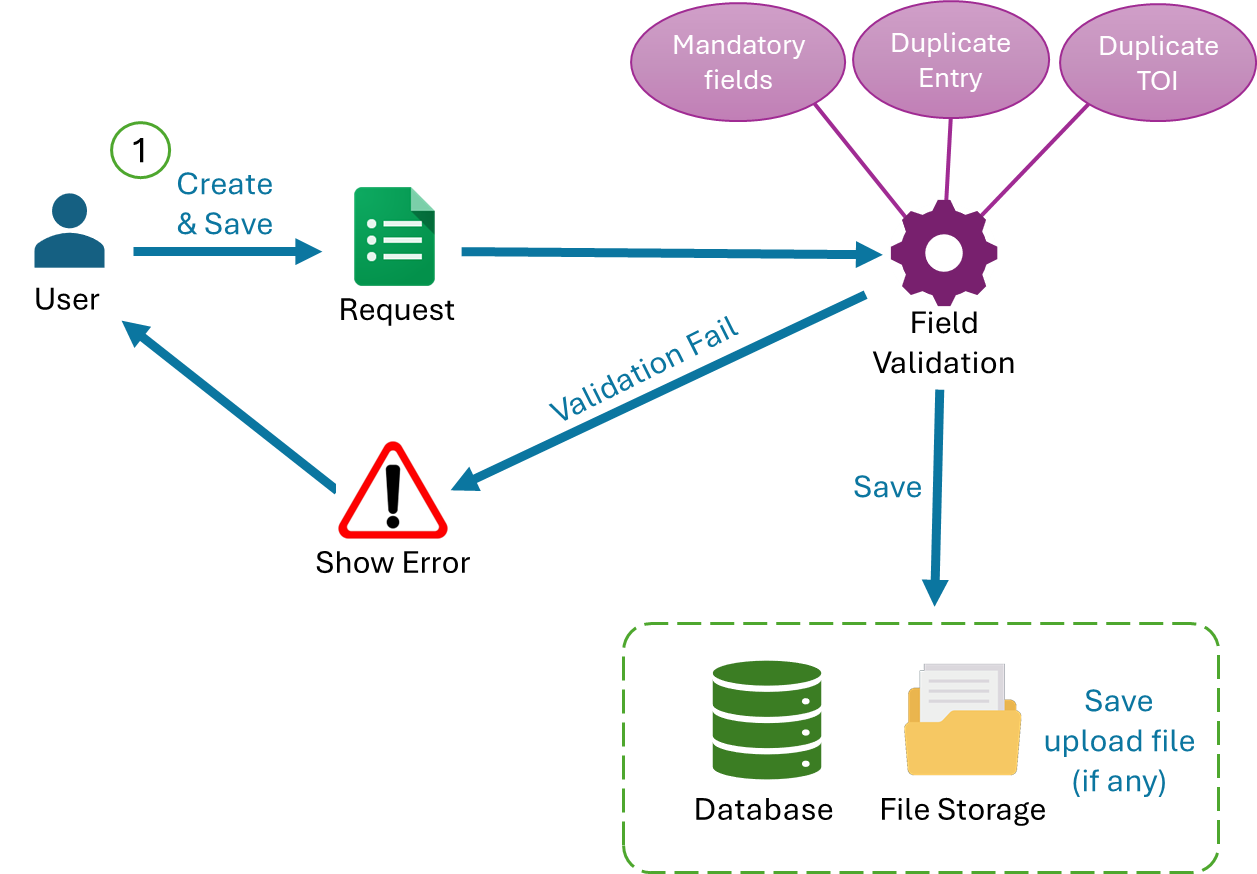 Mandatory
fields
Duplicate
Entry
Duplicate
TOI
1
Create
& Save
User
Request
Field
Validation
Validation Fail
Save
Show Error
Database
File Storage
Save
upload file
(if any)